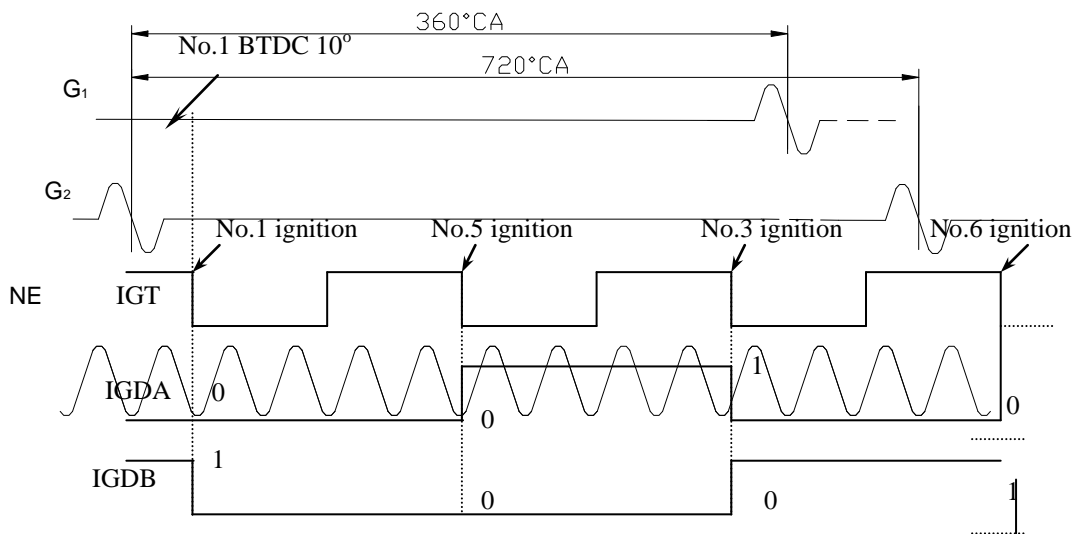 360°CA
No.1 BTDC 10°
720°CA
G₁
G₂
No.1 ignition No.5 ignition No.3 ignition No.6 ignition
NE IGT
IGDA 0 0 1 0
IGDB 1 0 0 1